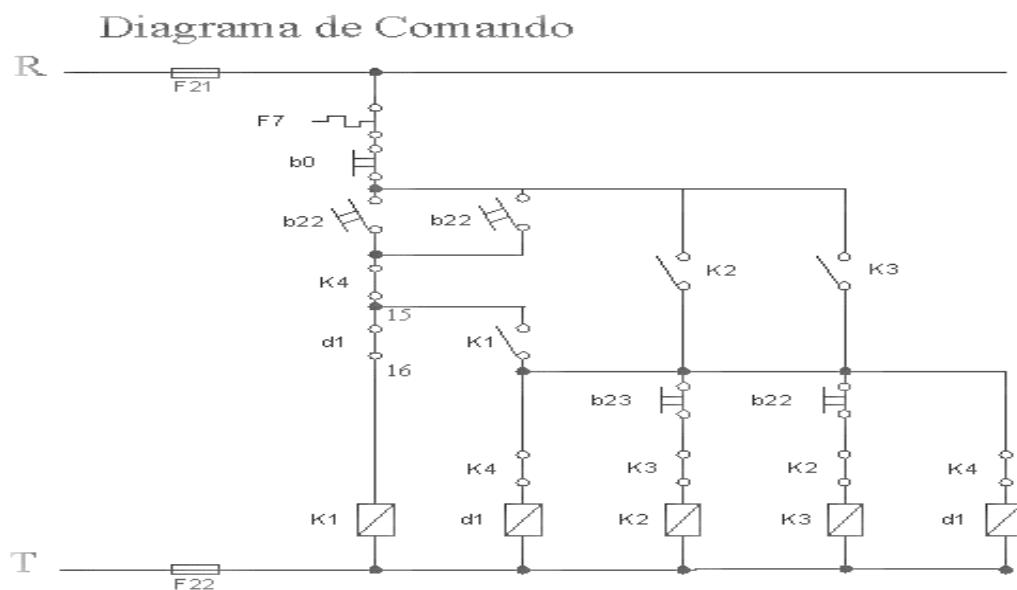 Diagrama de Comando
R
F21
F7
b0
b22 b22
K2 K3
K4
15
d1 K1
16
b23 b22
K4 K3 K2 K4
K1 d1 K2 K3 d1
T
F22